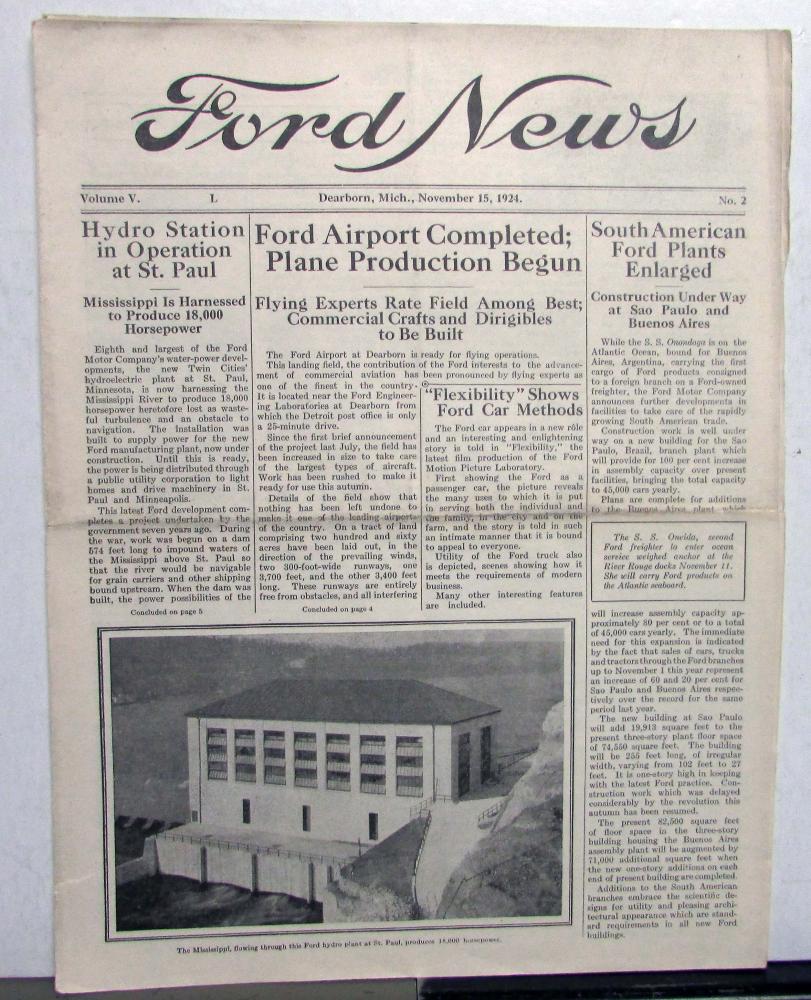 Ford News
Volume V.
L
Dearborn, Mich., November 15, 1924.
No. 2
Hydro Station
in Operation
at St. Paul
Mississippi Is Harnessed
to Produce 18,000
Horsepower
Eighth and largest of the Ford
Motor Company's water-power devel-
opments, the new Twin Cities'
hydroelectric plant at St. Paul,
Minnesota, is now harnessing the
Mississippi River to produce 18,000
horsepower heretofore lost as waste-
ful turbulence and an obstacle to
navigation. The installation was
built to supply power for the new
Ford manufacturing plant, now under
construction. Until this is ready,
the power is being distributed through
a public utility corporation to light
homes and drive machinery in St.
Paul and Minneapolis.
This latest Ford development com-
pletes a project undertaken by the
government seven years ago. During
the war, work was begun on a dam
574 feet long to impound waters of
the Mississippi above St. Paul so
that the river would be navigable
for grain carriers and other shipping
bound upstream. When the dam was
built, the power possibilities of the
Concluded on page 5
Ford Airport Completed;
Plane Production Begun
Flying Experts Rate Field Among Best;
Commercial Crafts and Dirigibles
to Be Built
The Ford Airport at Dearborn is ready for flying operations.
This landing field, the contribution of the Ford interests to the advance-
ment of commercial aviation has been pronounced by flying experts as
one of the finest in the country.
It is located near the Ford Engineer-
ing Laboratories at Dearborn from
which the Detroit post office is only
a 25-minute drive.
Since the first brief announcement
of the project last July, the field has
been increased in size to take care
of the largest types of aircraft.
Work has been rushed to make it
ready for use this autumn.
Details of the field show that
nothing has been left undone to
make it one of the leading airports
of the country. On a tract of land
comprising two hundred and sixty
acres have been laid out, in the
direction of the prevailing winds,
two 300-foot-wide runways, one
3,700 feet, and the other 3,400 feet
long. These runways are entirely
free from obstacles, and all interfering
Concluded on page 4
"Flexibility" Shows
Ford Car Methods
The Ford car appears in a new rôle
and an interesting and enlightening
story is told in "Flexibility," the
latest film production of the Ford
Motion Picture Laboratory.
First showing the Ford as a
passenger car, the picture reveals
the many uses to which it is put
in serving both the individual and
the family, in the city and on the
farm, and the story is told in such
an intimate manner that it is bound
to appeal to everyone.
Utility of the Ford truck also
is depicted, scenes showing how it
meets the requirements of modern
business.
Many other interesting features
are included.
South American
Ford Plants
Enlarged
Construction Under Way
at Sao Paulo and
Buenos Aires
While the S. S. Onondaga is on the
Atlantic Ocean, bound for Buenos
Aires, Argentina, carrying the first
cargo of Ford products consigned
to a foreign branch on a Ford-owned
freighter, the Ford Motor Company
announces further developments in
facilities to take care of the rapidly
growing South American trade.
Construction work is well under
way on a new building for the Sao
Paulo, Brasil, branch plant which
will provide for 100 per cent increase
in assembly capacity over present
facilities, bringing the total capacity
to 45,000 cars yearly.
Plans are complete for additions
to the Buenos Aires plant which
The S. S. Oneida, second
Ford freighter to enter ocean
service weighed anchor at the
River Rouge docks November 11.
She will carry Ford products on
the Atlantic seaboard.
will increase assembly capacity ap-
proximately 80 per cent or to a total
of 45,000 cars yearly. The immediate
need for this expansion is indicated
by the fact that sales of cars, trucks
and tractors through the Ford branches
up to November 1 this year represent
an increase of 60 and 20 per cent for
Sao Paulo and Buenos Aires respec-
tively over the record for the same
period last year.
The new building at Sao Paulo
will add 19,913 square feet to the
present three-story plant floor space
of 74,550 square feet. The building
will be 255 feet long, of irregular
width, varying from 102 feet to 27
feet. It is one-story high in keeping
with the latest Ford practice. Con-
struction work which was delayed
considerably by the revolution this
autumn has been resumed.
The present 82,500 square feet
of floor space in the three-story
building housing the Buenos Aires
assembly plant will be augmented by
71,000 additional square feet when
the new one-story additions on each
end of present building are completed.
Additions to the South American
branches embrace the scientific de-
signs for utility and pleasing archi-
tectural appearance which are stand-
ard requirements in all new Ford
buildings.
The Mississippi, flowing through this Ford hydro plant at St. Paul, produces 18,000 horsepower.